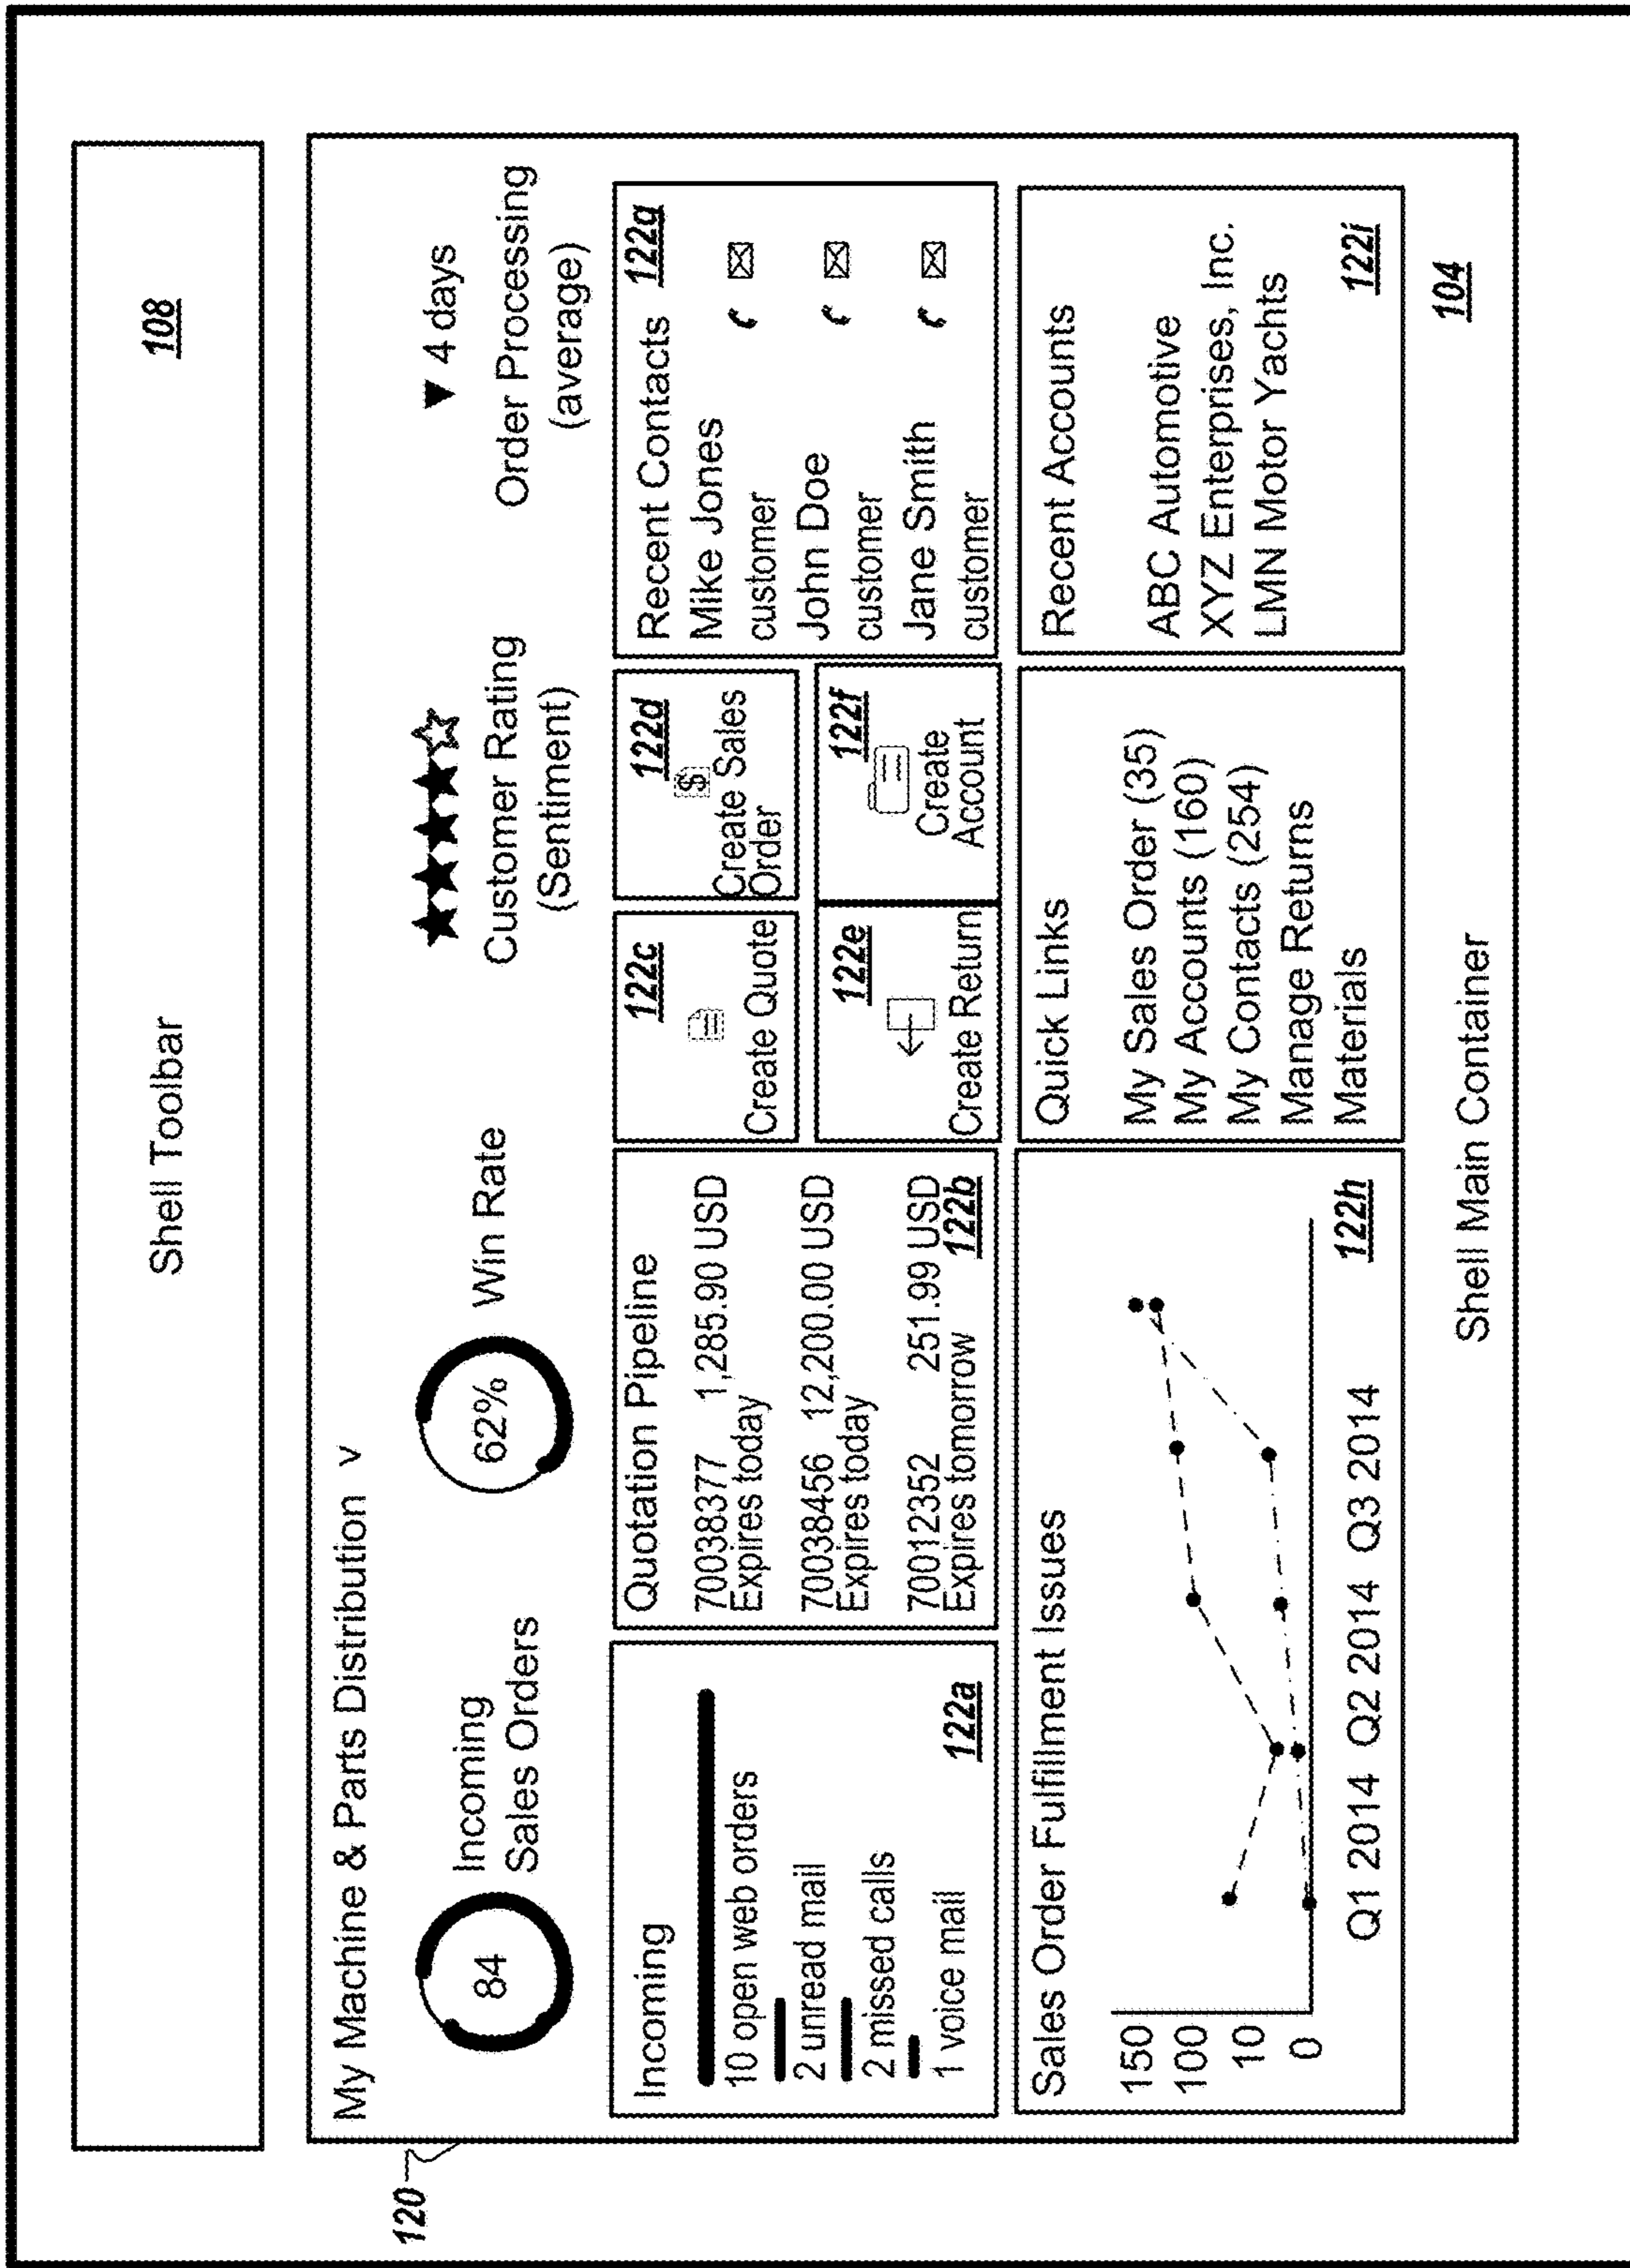 Shell Toolbar
108
120
My Machine & Parts Distribution v
84
Incoming
Sales Orders
62%
Win Rate
Customer Rating
(Sentiment)
▼ 4 days
Order Processing
(average)
Incoming
10 open web orders
2 unread mail
2 missed calls
1 voice mail
122a
Quotation Pipeline
70038377 1,285.90 USD
Expires today
70038456 12,200.00 USD
Expires today
70012352 251.99 USD
Expires tomorrow
122b
122c
Create Quote
122d
$
Create Sales
Order
122e
Create Return
122f
Create
Account
Recent Contacts
122g
Mike Jones
customer
John Doe
customer
Jane Smith
customer
Sales Order Fulfillment Issues
150
100
10
0
Q1 2014 Q2 2014 Q3 2014
122h
Quick Links
My Sales Order (35)
My Accounts (160)
My Contacts (254)
Manage Returns
Materials
Recent Accounts
ABC Automotive
XYZ Enterprises, Inc.
LMN Motor Yachts
122i
Shell Main Container
104